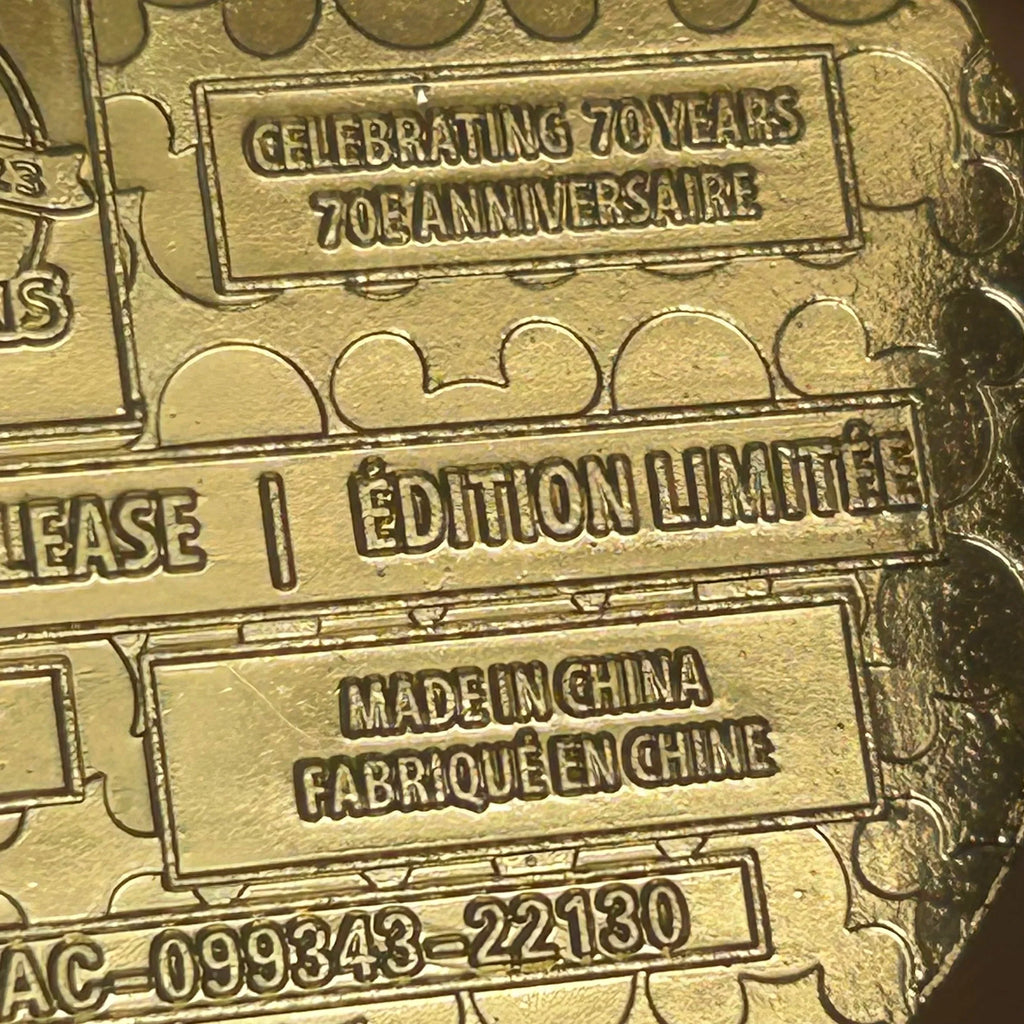 CELEBRATING 70 YEARS
70E ANNIVERSAIRE
LEASE | ÉDITION LIMITÉE
MADE IN CHINA
FABRIQUÉ EN CHINE
AC-099343-22130